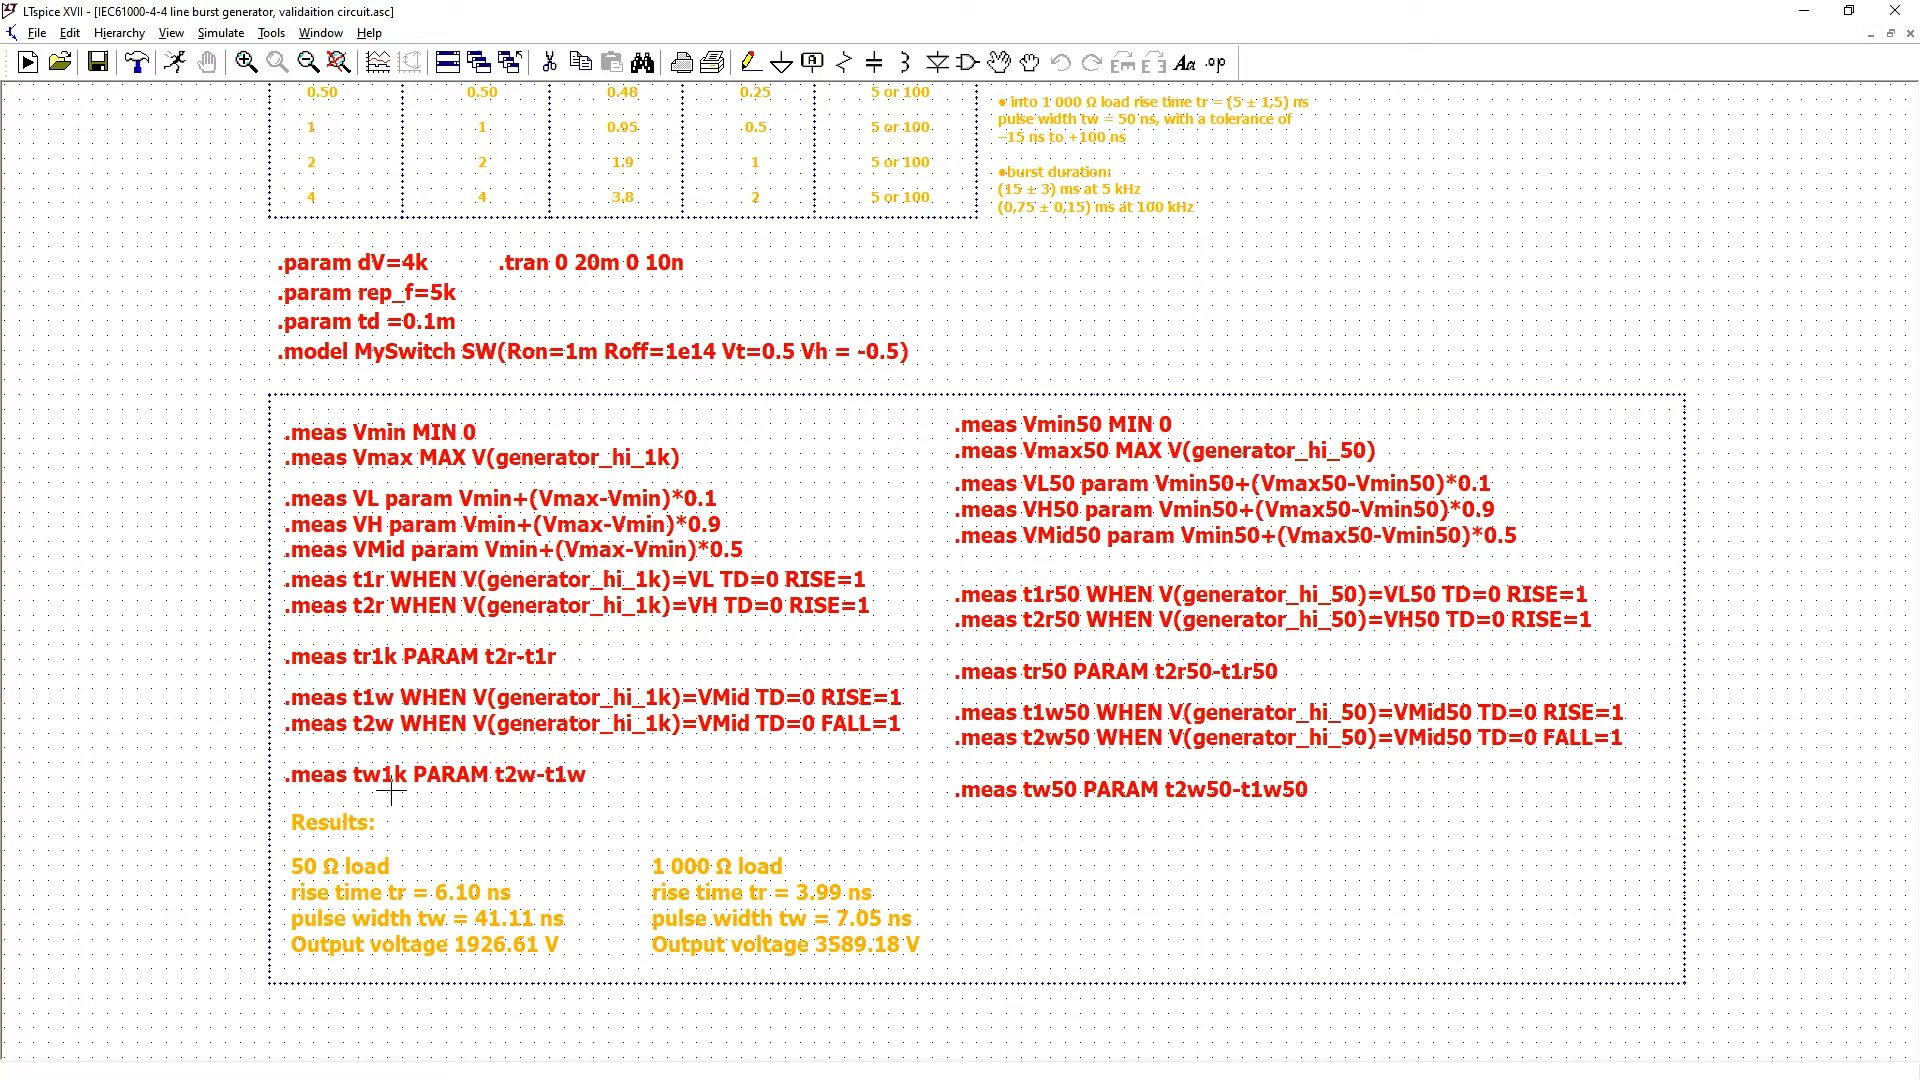 LTspice XVII - [IEC61000-4-4 line burst generator, validaition circuit.asc]
File Edit Hierarchy View Simulate Tools Window Help
0.50 0.50 0.48 0.25 5 or 100
1 1 0.95 0.5 5 or 100
2 2 1.9 1 5 or 100
4 4 3.8 2 5 or 100
• into 1 000 Ω load rise time tr = (5 ± 1,5) ns
pulse width tw = 50 ns, with a tolerance of
–15 ns to +100 ns
•burst duration:
(15 ± 3) ms at 5 kHz
(0,75 ± 0,15) ms at 100 kHz
.param dV=4k .tran 0 20m 0 10n
.param rep_f=5k
.param td =0.1m
.model MySwitch SW(Ron=1m Roff=1e14 Vt=0.5 Vh = -0.5)
.meas Vmin MIN 0
.meas Vmax MAX V(generator_hi_1k)
.meas VL param Vmin+(Vmax-Vmin)*0.1
.meas VH param Vmin+(Vmax-Vmin)*0.9
.meas VMid param Vmin+(Vmax-Vmin)*0.5
.meas t1r WHEN V(generator_hi_1k)=VL TD=0 RISE=1
.meas t2r WHEN V(generator_hi_1k)=VH TD=0 RISE=1
.meas tr1k PARAM t2r-t1r
.meas t1w WHEN V(generator_hi_1k)=VMid TD=0 RISE=1
.meas t2w WHEN V(generator_hi_1k)=VMid TD=0 FALL=1
.meas tw1k PARAM t2w-t1w
.meas Vmin50 MIN 0
.meas Vmax50 MAX V(generator_hi_50)
.meas VL50 param Vmin50+(Vmax50-Vmin50)*0.1
.meas VH50 param Vmin50+(Vmax50-Vmin50)*0.9
.meas VMid50 param Vmin50+(Vmax50-Vmin50)*0.5
.meas t1r50 WHEN V(generator_hi_50)=VL50 TD=0 RISE=1
.meas t2r50 WHEN V(generator_hi_50)=VH50 TD=0 RISE=1
.meas tr50 PARAM t2r50-t1r50
.meas t1w50 WHEN V(generator_hi_50)=VMid50 TD=0 RISE=1
.meas t2w50 WHEN V(generator_hi_50)=VMid50 TD=0 FALL=1
.meas tw50 PARAM t2w50-t1w50
Results:
50 Ω load
rise time tr = 6.10 ns
pulse width tw = 41.11 ns
Output voltage 1926.61 V
1 000 Ω load
rise time tr = 3.99 ns
pulse width tw = 7.05 ns
Output voltage 3589.18 V